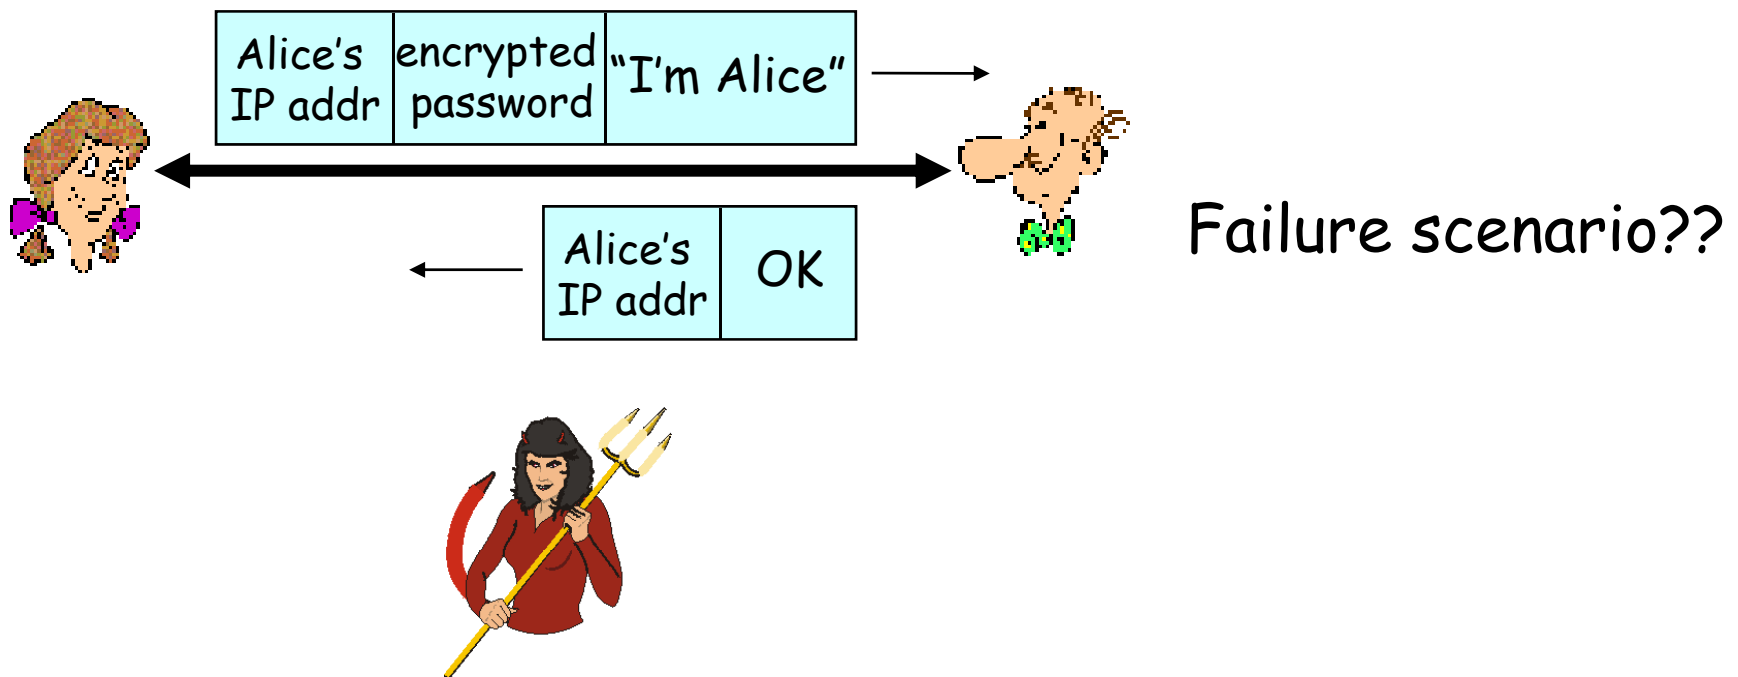 Alice’s
IP addr
encrypted
password
“I’m Alice”
Alice’s
IP addr
OK
Failure scenario??